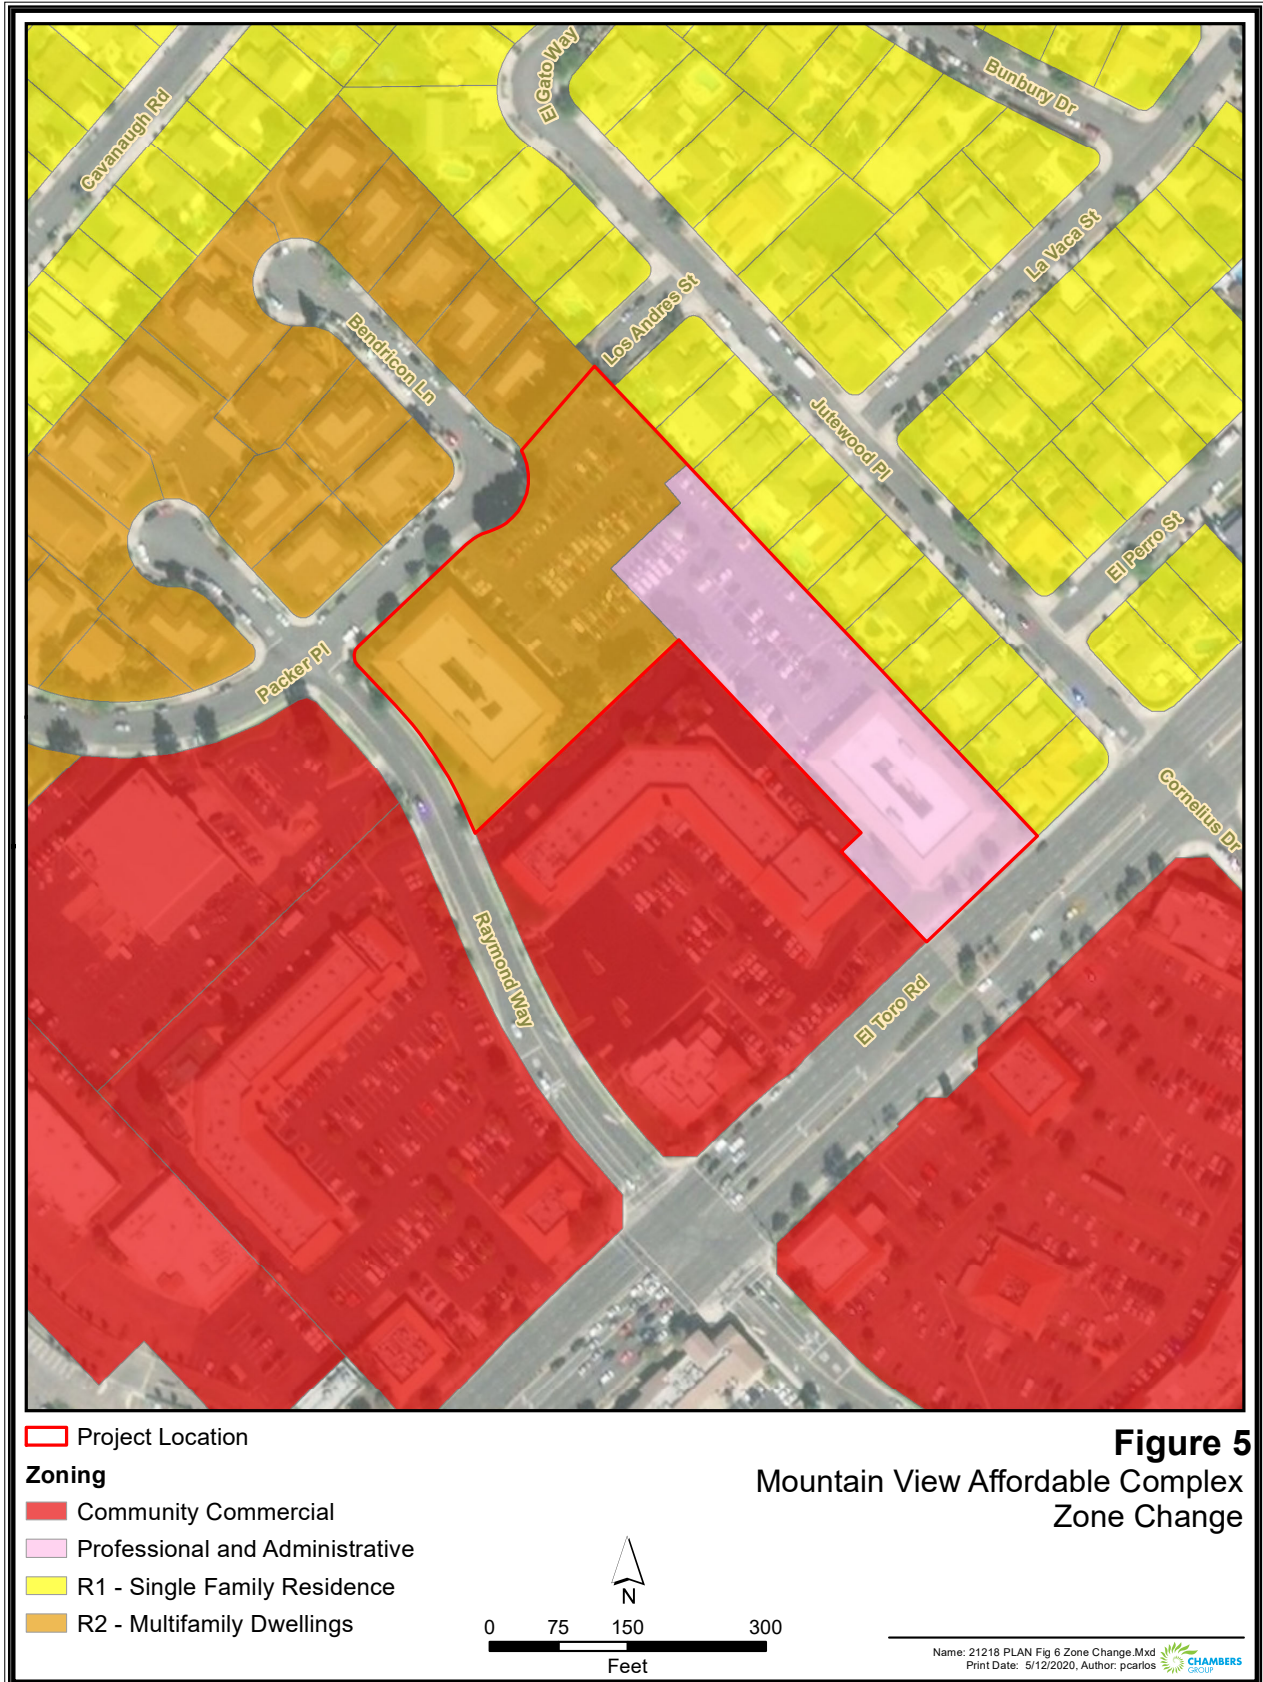 El Gato Way
Bunbury Dr
Cavanaugh Rd
La Vaca St
Los Andres St
Bendricon Ln
Jutewood Pl
El Perro St
Packer Pl
Cornelius Dr
Raymond Way
El Toro Rd
Project Location
Zoning
Community Commercial
Professional and Administrative
R1 - Single Family Residence
R2 - Multifamily Dwellings
Figure 5
Mountain View Affordable Complex
Zone Change
N
0 75 150 300
Feet
Name: 21218 PLAN Fig 6 Zone Change.Mxd
Print Date: 5/12/2020, Author: pcarlos
CHAMBERS
GROUP